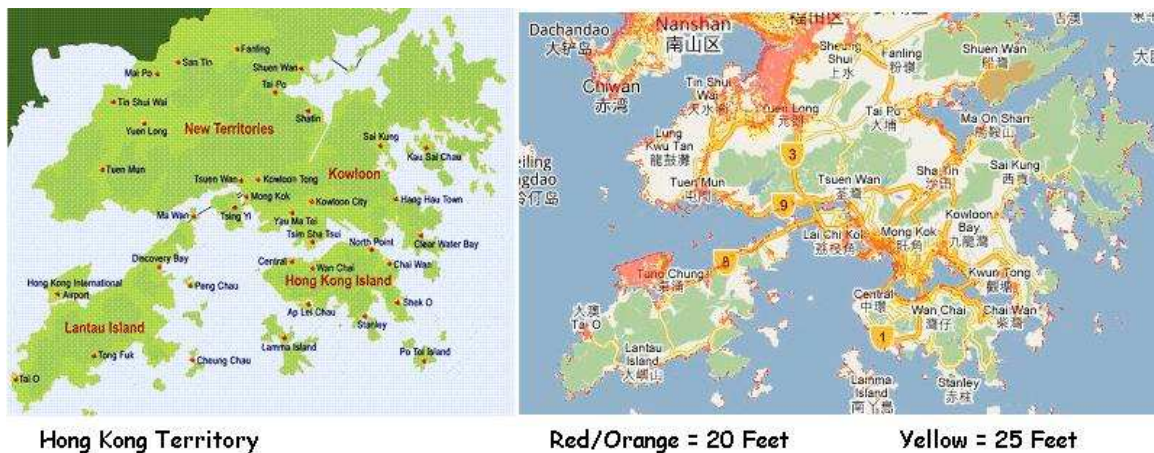 Fanling
San Tin
Mai Po
Shuen Wan
Tai Po
Tin Shui Wai
Shatin
Yuen Long
New Territories
Sai Kung
Kau Sai Chau
Tuen Mun
Tsuen Wan
Kowloon Tong
Kowloon
Mong Kok
Kowloon City
Hang Hau Town
Ma Wan
Tsing Yi
Yau Ma Tei
Tsim Sha Tsui
North Point
Clear Water Bay
Discovery Bay
Central
Wan Chai
Chai Wan
Hong Kong International
Airport
Peng Chau
Hong Kong Island
Ap Lei Chau
Shek O
Stanley
Lantau Island
Lamma Island
Tong Fuk
Cheung Chau
Po Toi Island
Tai O
Dachandao
大铲岛
Nanshan
南山区
福田区
Chiwan
赤湾
Sheung
Shui
上水
Fanling
粉嶺
Shuen Wan
船灣
Tin Shui
Wai
天水圍
Yuen Long
元朗
Tai Po
大埔
Ma On Shan
馬鞍山
Lung
Kwu Tan
龍鼓灘
3
Sai Kung
西貢
Sha Tin
沙田
Tuen Mun
屯門
Tsuen Wan
荃灣
9
Lai Chi Kok
荔枝角
Mong Kok
旺角
Kowloon
Bay
九龍灣
8
Tung Chung
東涌
Kwun Tong
觀塘
Central
中環
Wan Chai
灣仔
Chai Wan
柴灣
大澳
Tai O
1
Lantau
Island
大嶼山
Lamma
Island
南丫島
Stanley
赤柱
Hong Kong Territory
Red/Orange = 20 Feet
Yellow = 25 Feet